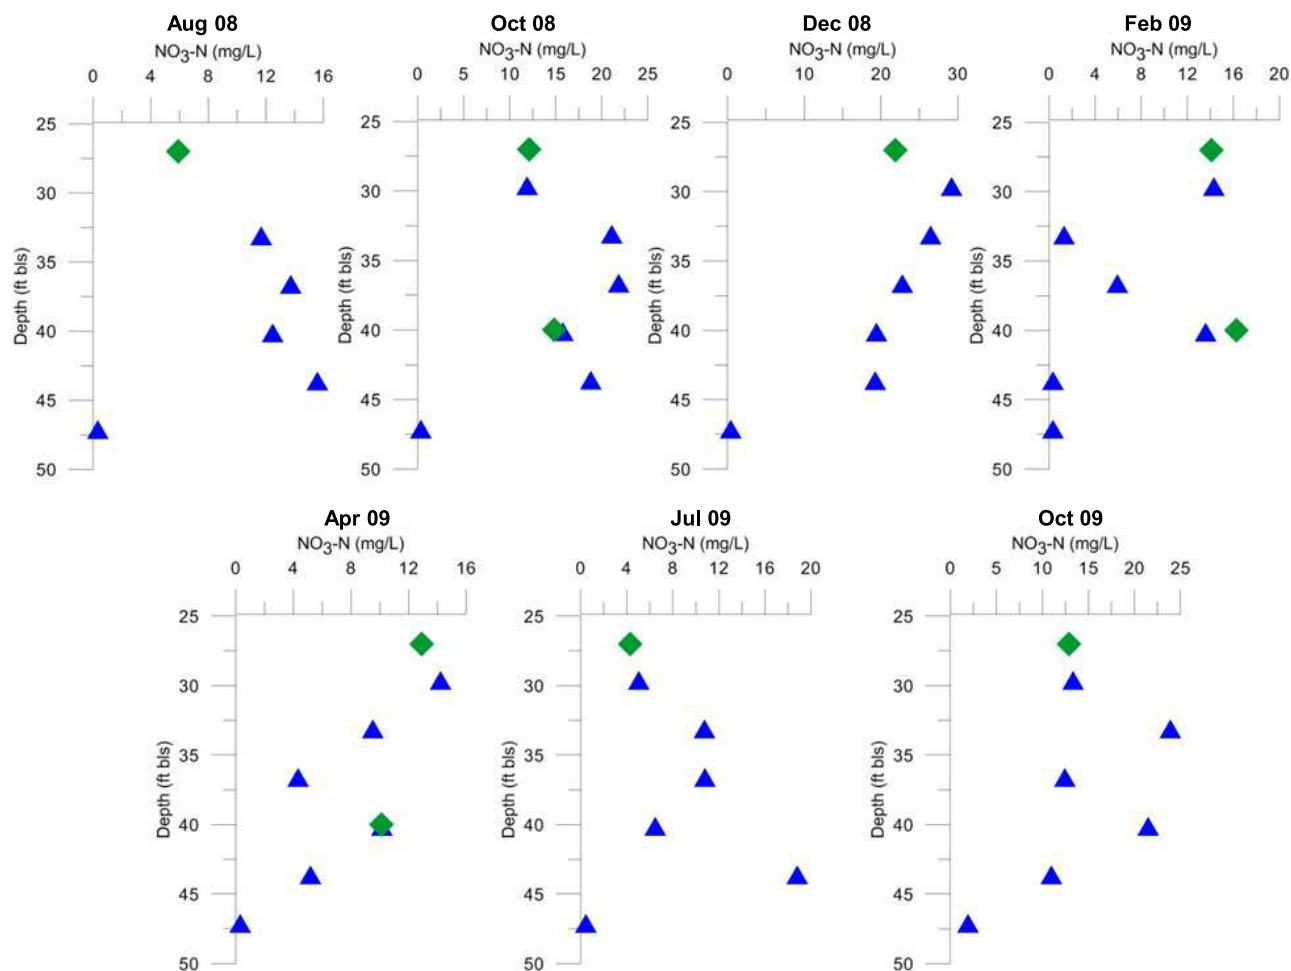 Aug 08
NO3-N (mg/L)
0 4 8 12 16
25
30
35
40
45
50
Depth (ft bls)
Oct 08
NO3-N (mg/L)
0 5 10 15 20 25
25
30
35
40
45
50
Depth (ft bls)
Dec 08
NO3-N (mg/L)
0 10 20 30
25
30
35
40
45
50
Depth (ft bls)
Feb 09
NO3-N (mg/L)
0 4 8 12 16 20
25
30
35
40
45
50
Depth (ft bls)
Apr 09
NO3-N (mg/L)
0 4 8 12 16
25
30
35
40
45
50
Depth (ft bls)
Jul 09
NO3-N (mg/L)
0 4 8 12 16 20
25
30
35
40
45
50
Depth (ft bls)
Oct 09
NO3-N (mg/L)
0 5 10 15 20 25
25
30
35
40
45
50
Depth (ft bls)